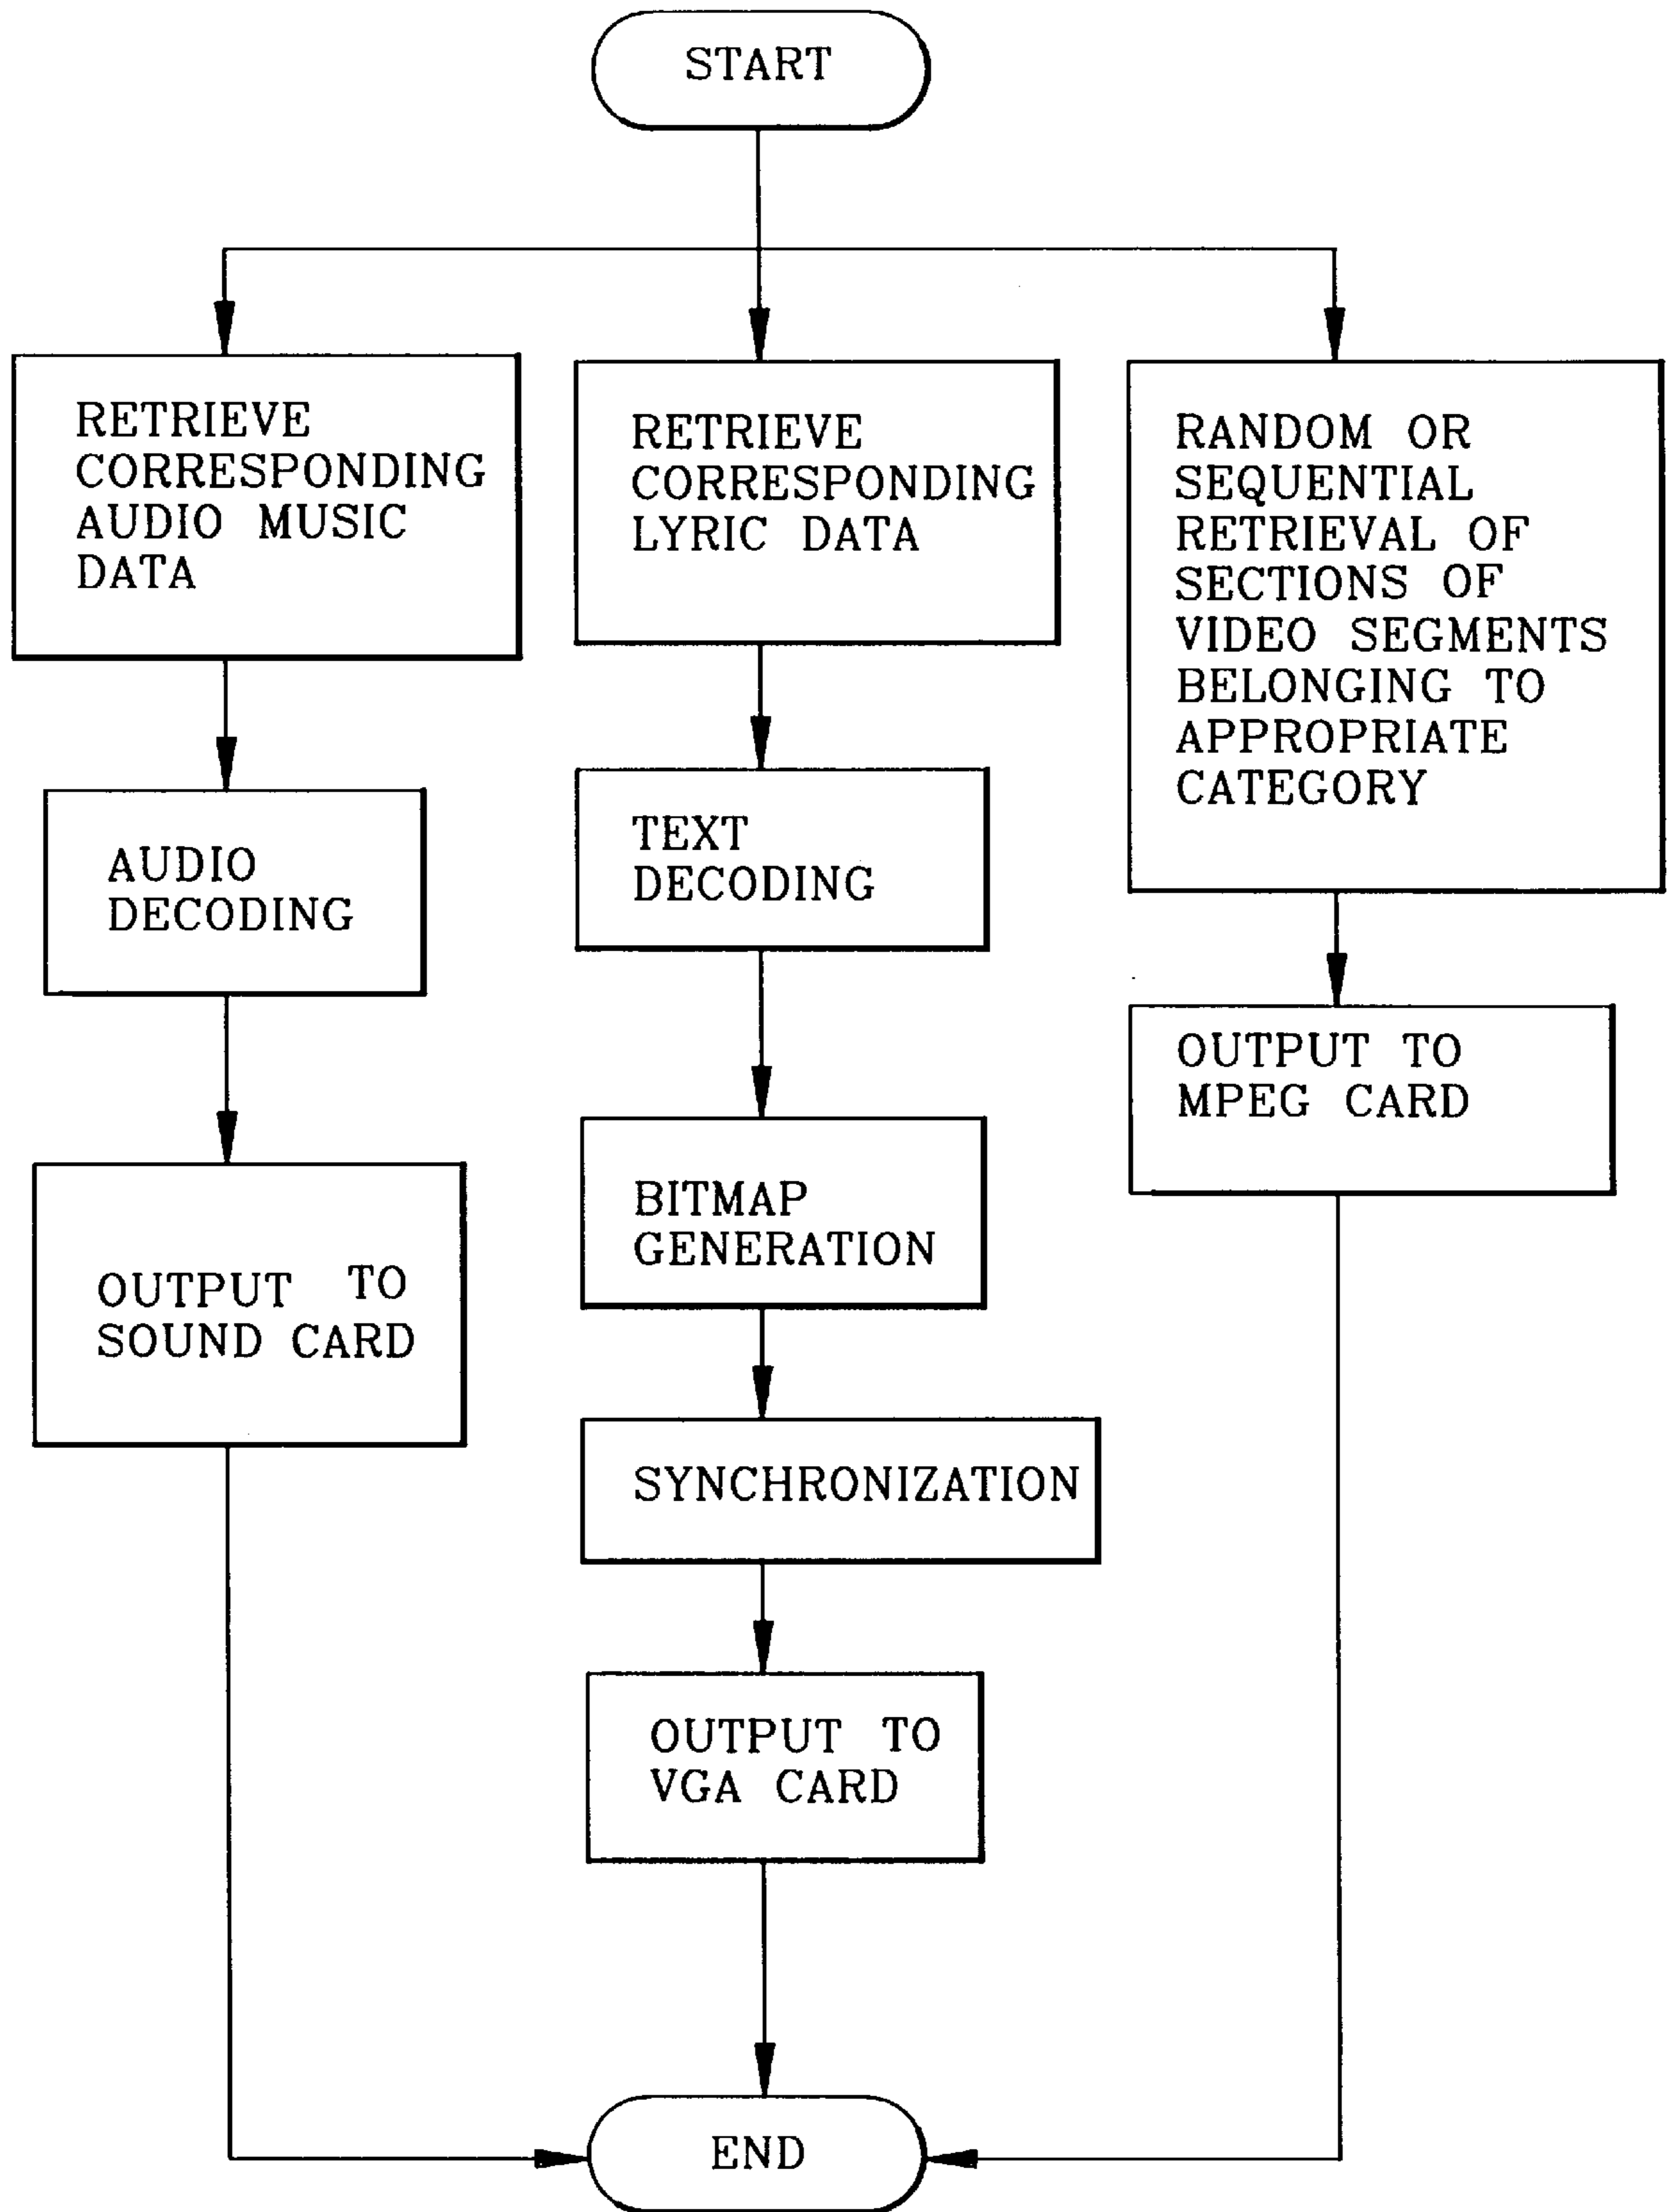 START
RETRIEVE
CORRESPONDING
AUDIO MUSIC
DATA
AUDIO
DECODING
OUTPUT TO
SOUND CARD
RETRIEVE
CORRESPONDING
LYRIC DATA
TEXT
DECODING
BITMAP
GENERATION
SYNCHRONIZATION
OUTPUT TO
VGA CARD
RANDOM OR
SEQUENTIAL
RETRIEVAL OF
SECTIONS OF
VIDEO SEGMENTS
BELONGING TO
APPROPRIATE
CATEGORY
OUTPUT TO
MPEG CARD
END